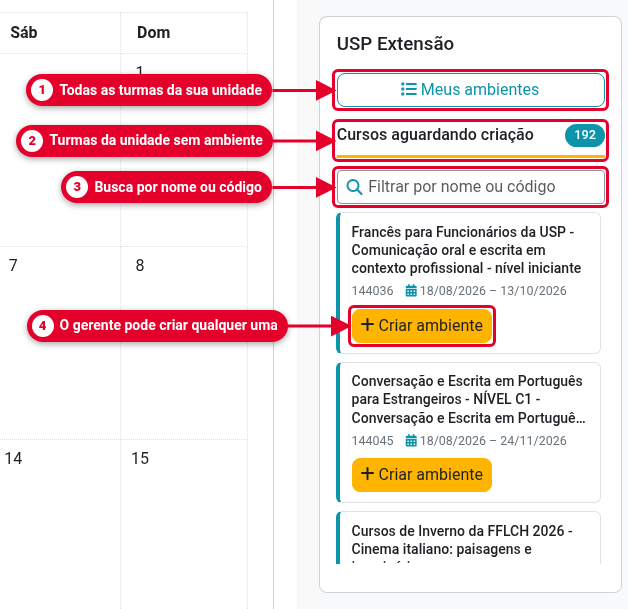 Sáb
Dom
USP Extensão
1
1 Todas as turmas da sua unidade
Meus ambientes
2 Turmas da unidade sem ambiente
Cursos aguardando criação 192
3 Busca por nome ou código
Filtrar por nome ou código
Francês para Funcionários da USP -
Comunicação oral e escrita em
contexto profissional - nível iniciante
7
8
144036 18/08/2026 – 13/10/2026
4 O gerente pode criar qualquer uma
+ Criar ambiente
Conversação e Escrita em Português
para Estrangeiros - NÍVEL C1 -
Conversação e Escrita em Portuguê...
144045 18/08/2026 – 24/11/2026
14
15
+ Criar ambiente
Cursos de Inverno da FFLCH 2026 -
Cinema italiano: paisagens e